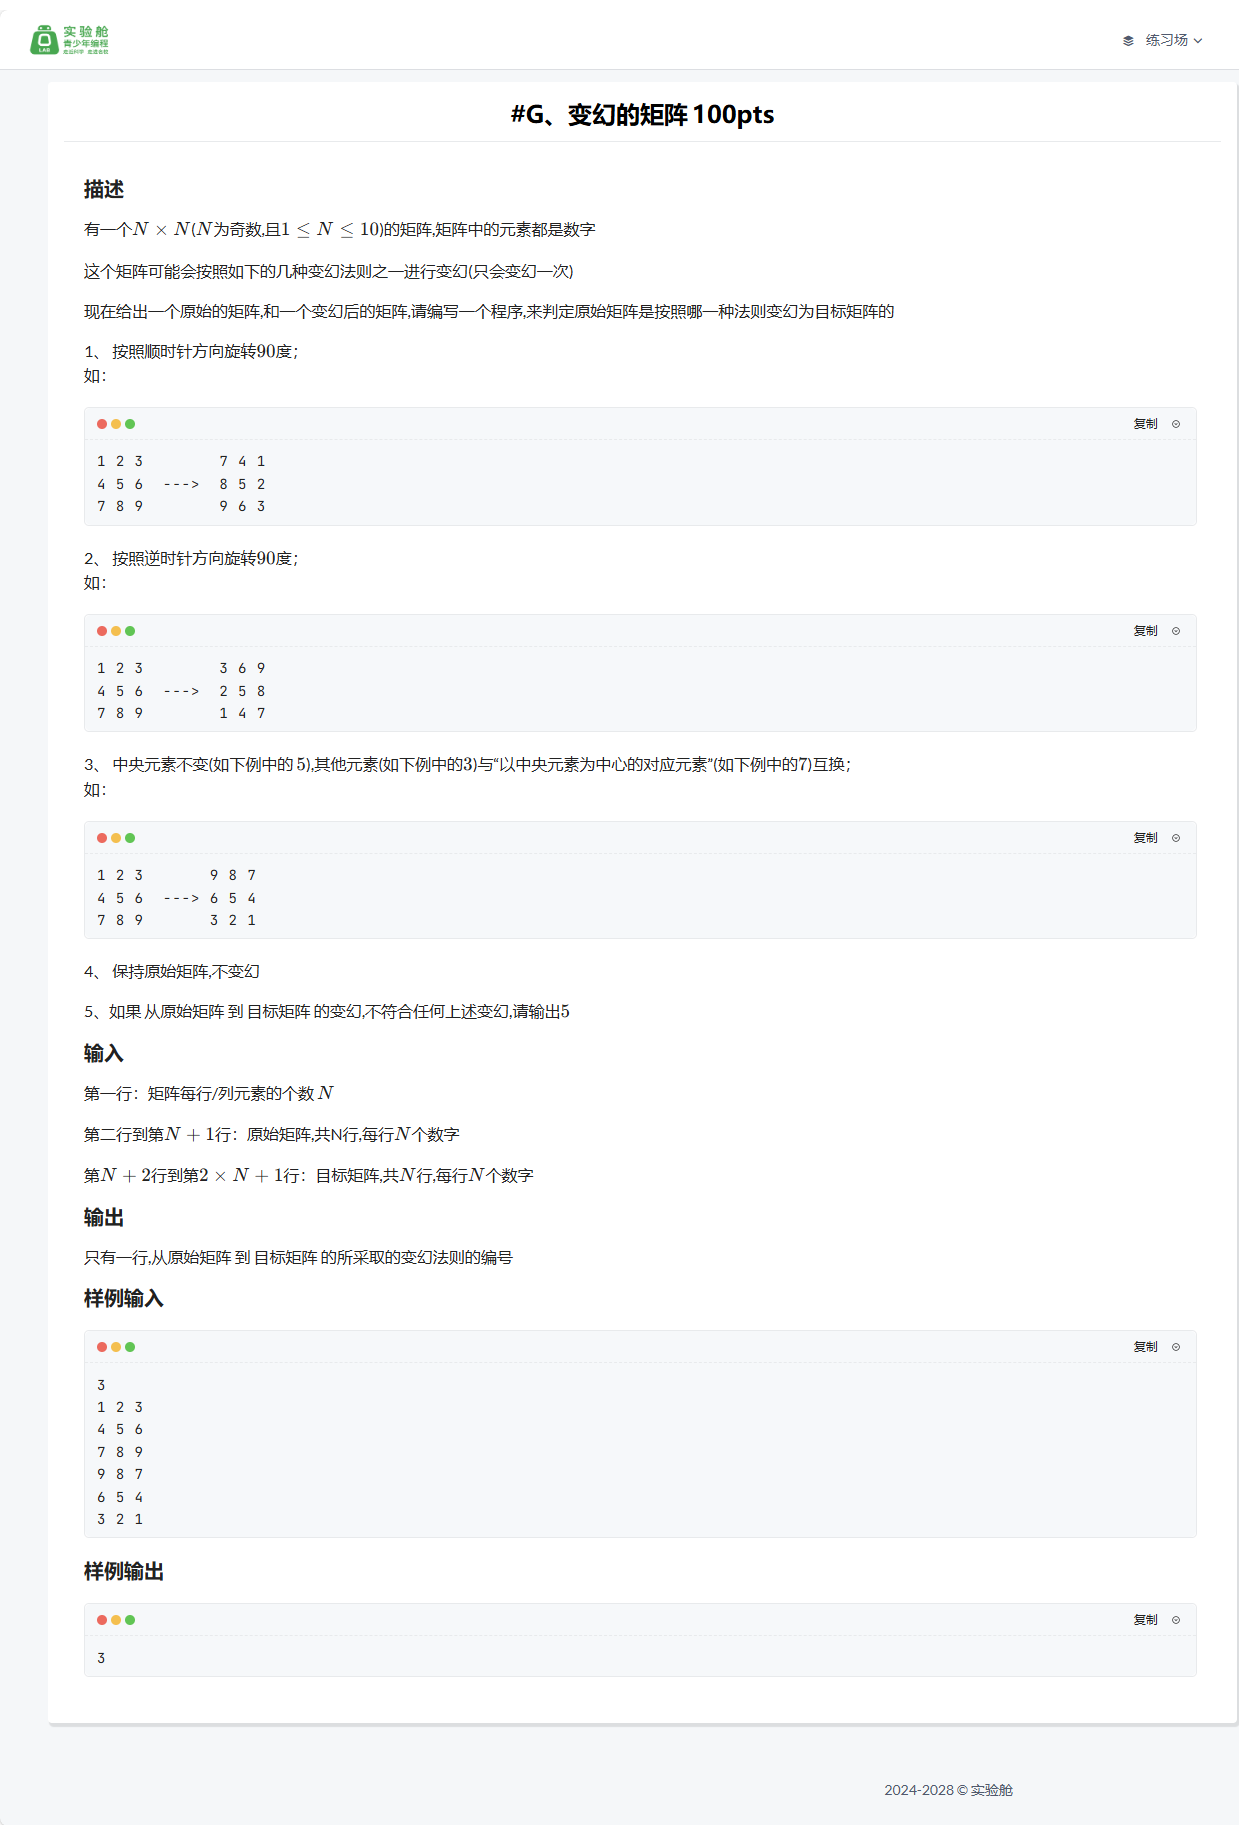 实验舱
青少年编程
走近科学·走进名校
LAB
练习场
#G、变幻的矩阵 100pts
描述
有一个N × N(N为奇数,且1 ≤ N ≤ 10)的矩阵,矩阵中的元素都是数字
这个矩阵可能会按照如下的几种变幻法则之一进行变幻(只会变幻一次)
现在给出一个原始的矩阵,和一个变幻后的矩阵,请编写一个程序,来判定原始矩阵是按照哪一种法则变幻为目标矩阵的
1、 按照顺时针方向旋转90度；
如：
复制
1 2 3        7 4 1
4 5 6  --->  8 5 2
7 8 9        9 6 3
2、 按照逆时针方向旋转90度；
如：
复制
1 2 3        3 6 9
4 5 6  --->  2 5 8
7 8 9        1 4 7
3、 中央元素不变(如下例中的 5),其他元素(如下例中的3)与“以中央元素为中心的对应元素”(如下例中的7)互换；
如：
复制
1 2 3       9 8 7
4 5 6  ---> 6 5 4
7 8 9       3 2 1
4、 保持原始矩阵,不变幻
5、如果 从原始矩阵 到 目标矩阵 的变幻,不符合任何上述变幻,请输出5
输入
第一行：矩阵每行/列元素的个数 N
第二行到第N + 1行：原始矩阵,共N行,每行N个数字
第N + 2行到第2 × N + 1行：目标矩阵,共N行,每行N个数字
输出
只有一行,从原始矩阵 到 目标矩阵 的所采取的变幻法则的编号
样例输入
复制
3
1 2 3
4 5 6
7 8 9
9 8 7
6 5 4
3 2 1
样例输出
复制
3
2024-2028 © 实验舱